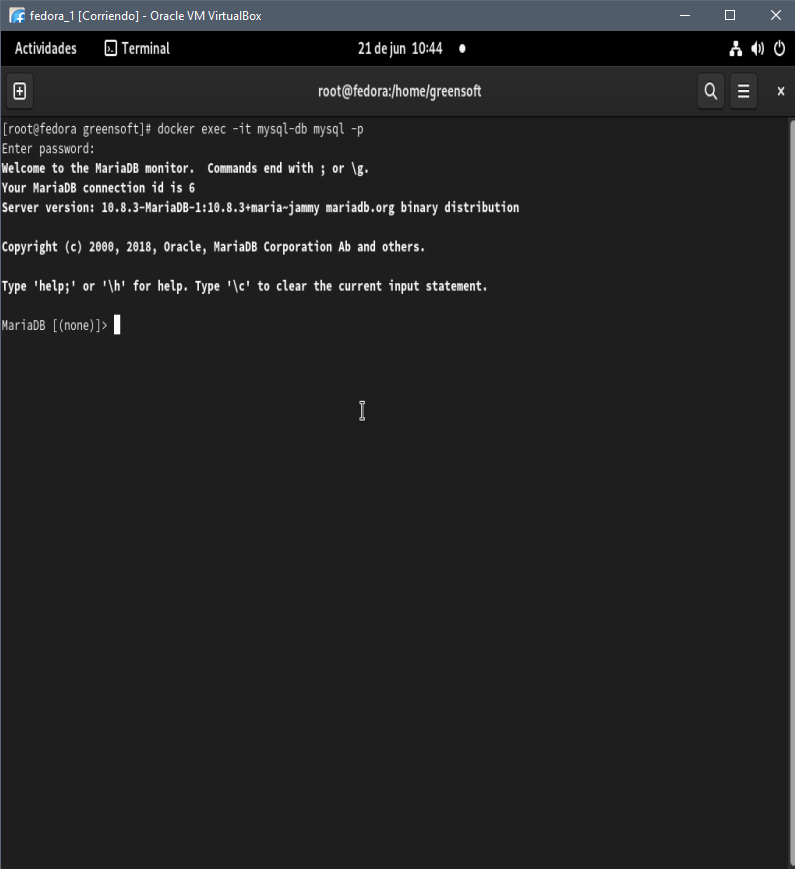 fedora_1 [Corriendo] - Oracle VM VirtualBox
Actividades Terminal 21 de jun 10:44
root@fedora:/home/greensoft
[root@fedora greensoft]# docker exec -it mysql-db mysql -p
Enter password:
Welcome to the MariaDB monitor.  Commands end with ; or \g.
Your MariaDB connection id is 6
Server version: 10.8.3-MariaDB-1:10.8.3+maria~jammy mariadb.org binary distribution
Copyright (c) 2000, 2018, Oracle, MariaDB Corporation Ab and others.
Type 'help;' or '\h' for help. Type '\c' to clear the current input statement.
MariaDB [(none)]>